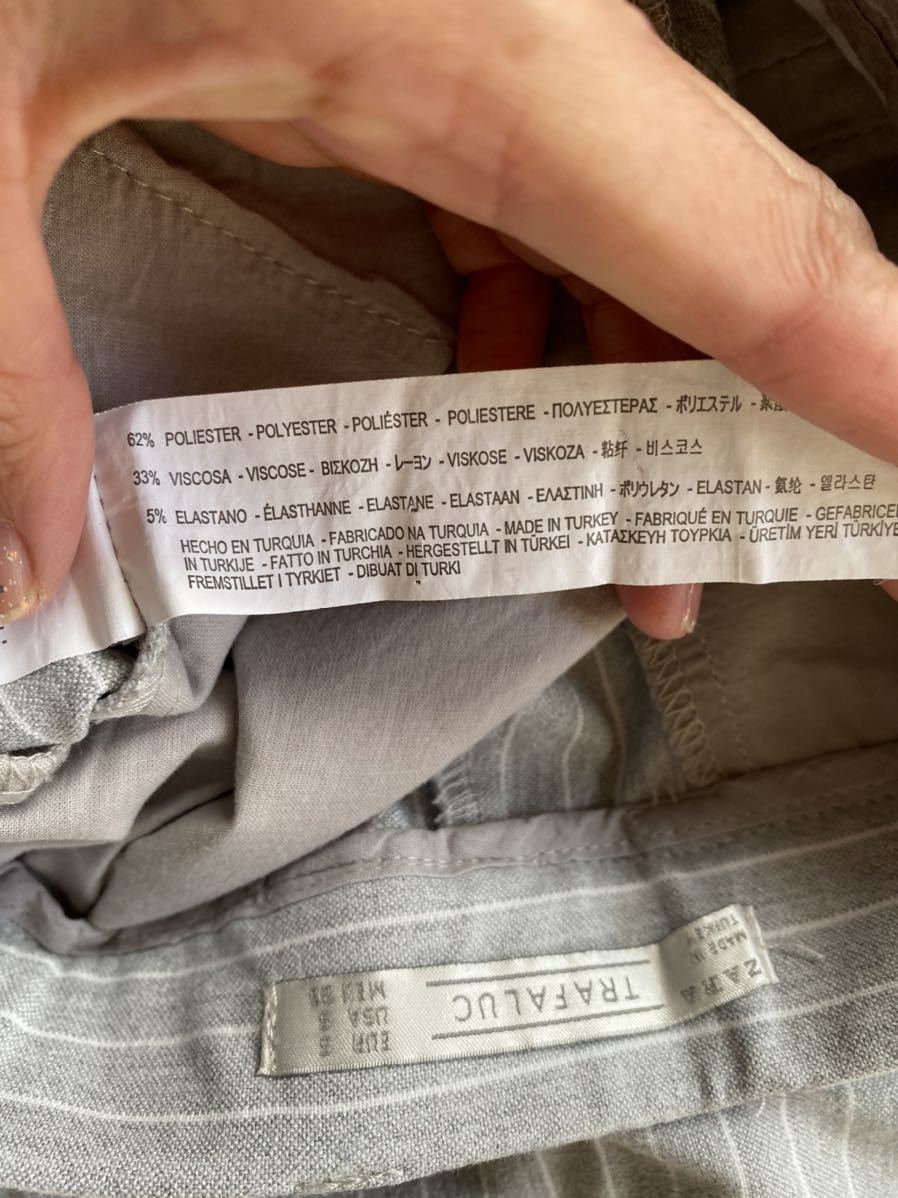 62% POLIESTER - POLYESTER - POLIÉSTER - POLIESTERE - ΠΟΛΥΕΣΤΕΡΑΣ - ポリエステル -
33% VISCOSA - VISCOSE - ΒΙΣΚΟΖΗ - レーヨン - VISKOSE - VISKOZA - 粘纤 - 비스코스
5% ELASTANO - ÉLASTHANNE - ELASTANE - ELASTAAN - ΕΛΑΣΤΙΝΗ - ポリウレタン - ELASTAN - 氨纶 - 엘라스탄
HECHO EN TURQUIA - FABRICADO NA TURQUIA - MADE IN TURKEY - FABRIQUÉ EN TURQUIE - GEFABRICEE
IN TURKIJE - FATTO IN TURCHIA - HERGESTELLT IN TÜRKEI - ΚΑΤΑΣΚΕΥΗ ΤΟΥΡΚΙΑ - ÜRETİM YERİ TÜRKİYE
FREMSTILLET I TYRKIET - DIBUAT DI TURKI
ZARA
MADE IN
TURKEY
TRAFALUC
EUR
USA
MEX